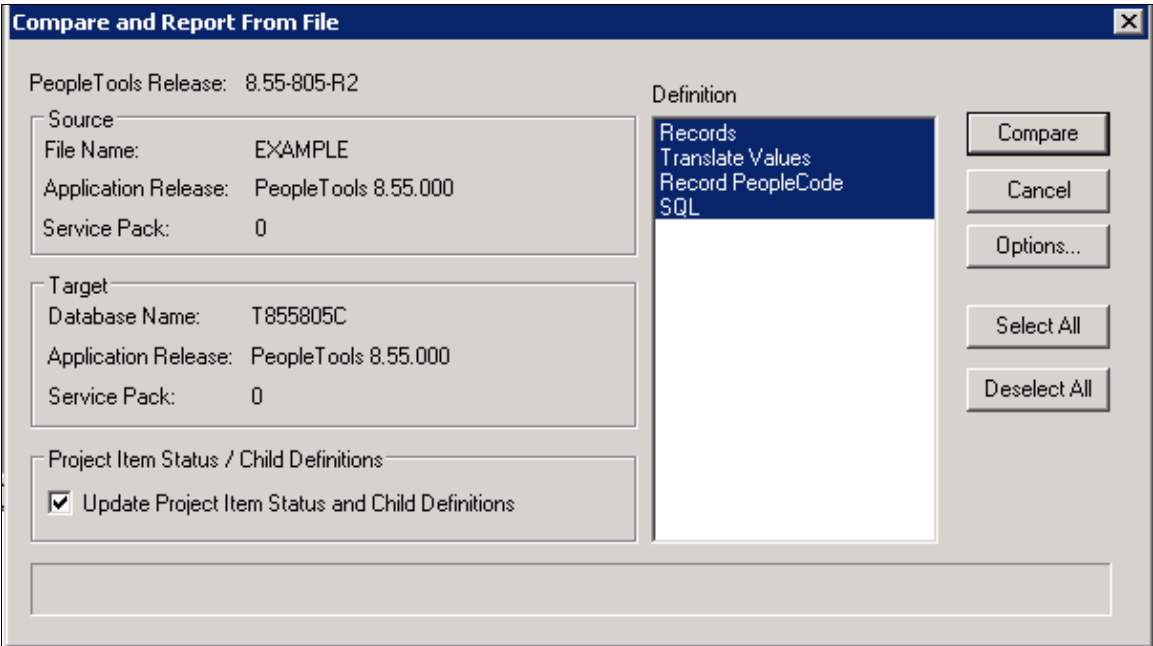 Compare and Report From File
PeopleTools Release: 8.55-805-R2
Source
File Name: EXAMPLE
Application Release: PeopleTools 8.55.000
Service Pack: 0
Target
Database Name: T855805C
Application Release: PeopleTools 8.55.000
Service Pack: 0
Project Item Status / Child Definitions
Update Project Item Status and Child Definitions
Definition
Records
Translate Values
Record PeopleCode
SQL
Compare
Cancel
Options...
Select All
Deselect All